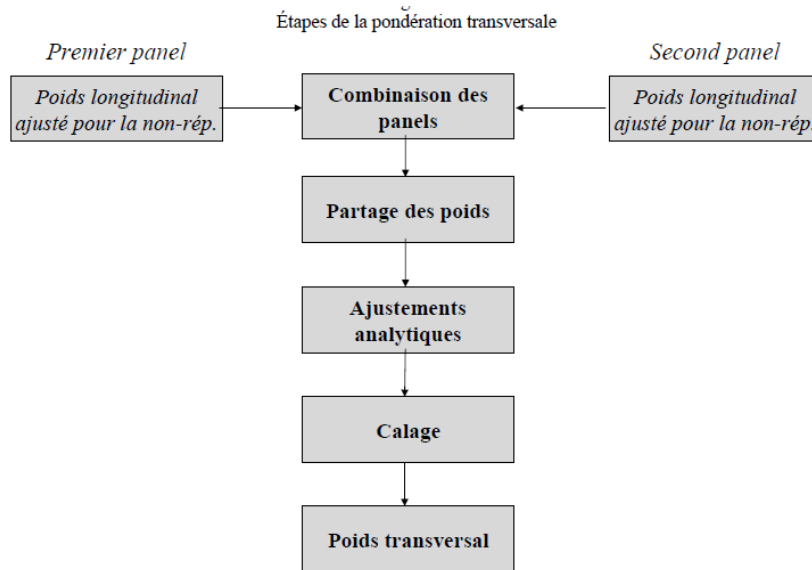 Étapes de la pondération transversale
Premier panel
Second panel
Poids longitudinal
ajusté pour la non-rép.
Combinaison des
panels
Poids longitudinal
ajusté pour la non-rép.
Partage des poids
Ajustements
analytiques
Calage
Poids transversal